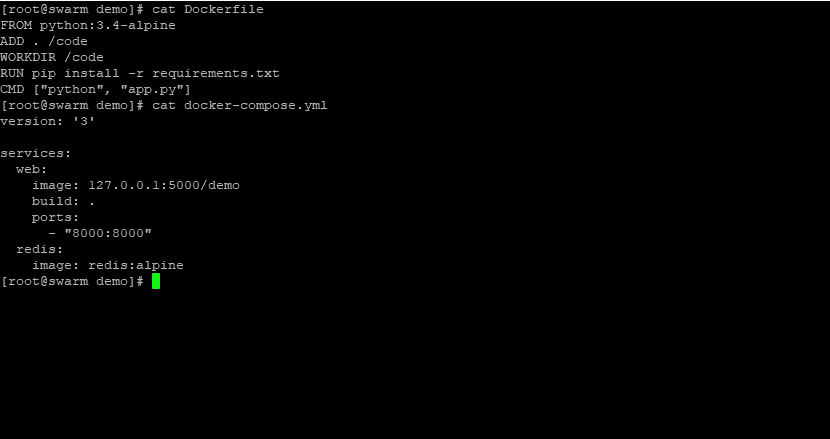 [root@swarm demo]# cat Dockerfile
FROM python:3.4-alpine
ADD . /code
WORKDIR /code
RUN pip install -r requirements.txt
CMD ["python", "app.py"]
[root@swarm demo]# cat docker-compose.yml
version: '3'

services:
  web:
    image: 127.0.0.1:5000/demo
    build: .
    ports:
      - "8000:8000"
  redis:
    image: redis:alpine
[root@swarm demo]#